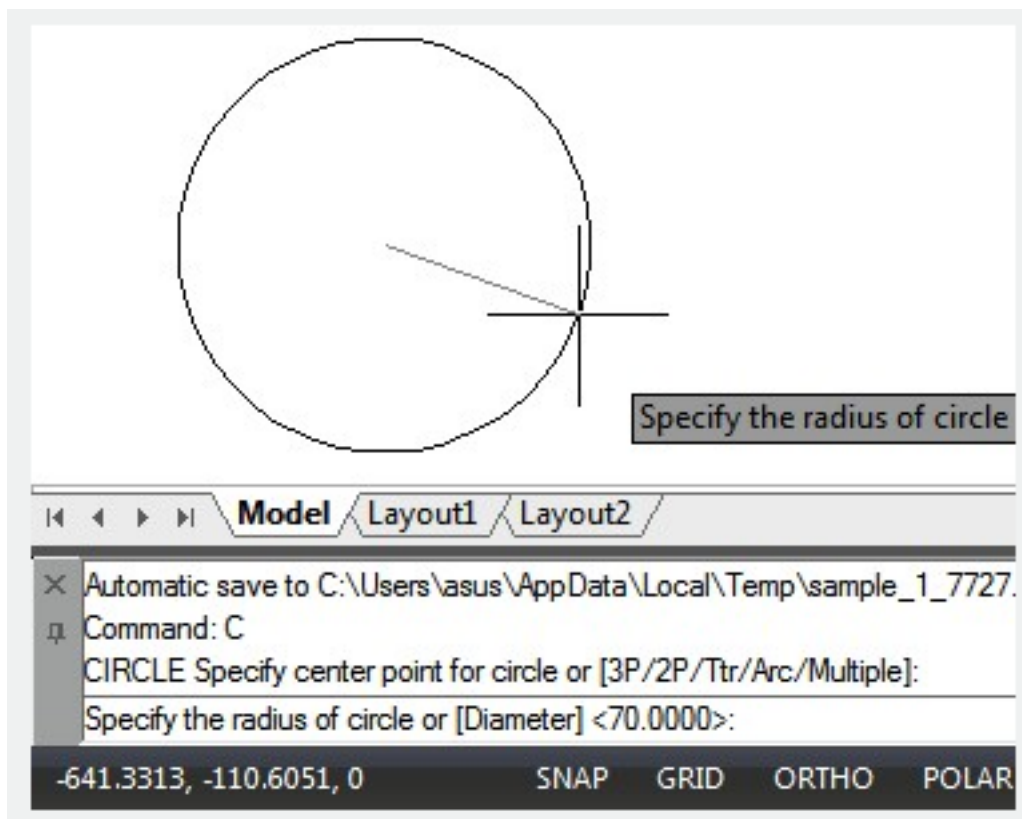 Specify the radius of circle
Model Layout1 Layout2
Automatic save to C:\Users\asus\AppData\Local\Temp\sample_1_7727.
Command: C
CIRCLE Specify center point for circle or [3P/2P/Ttr/Arc/Multiple]:
Specify the radius of circle or [Diameter] <70.0000>:
-641.3313, -110.6051, 0 SNAP GRID ORTHO POLAR